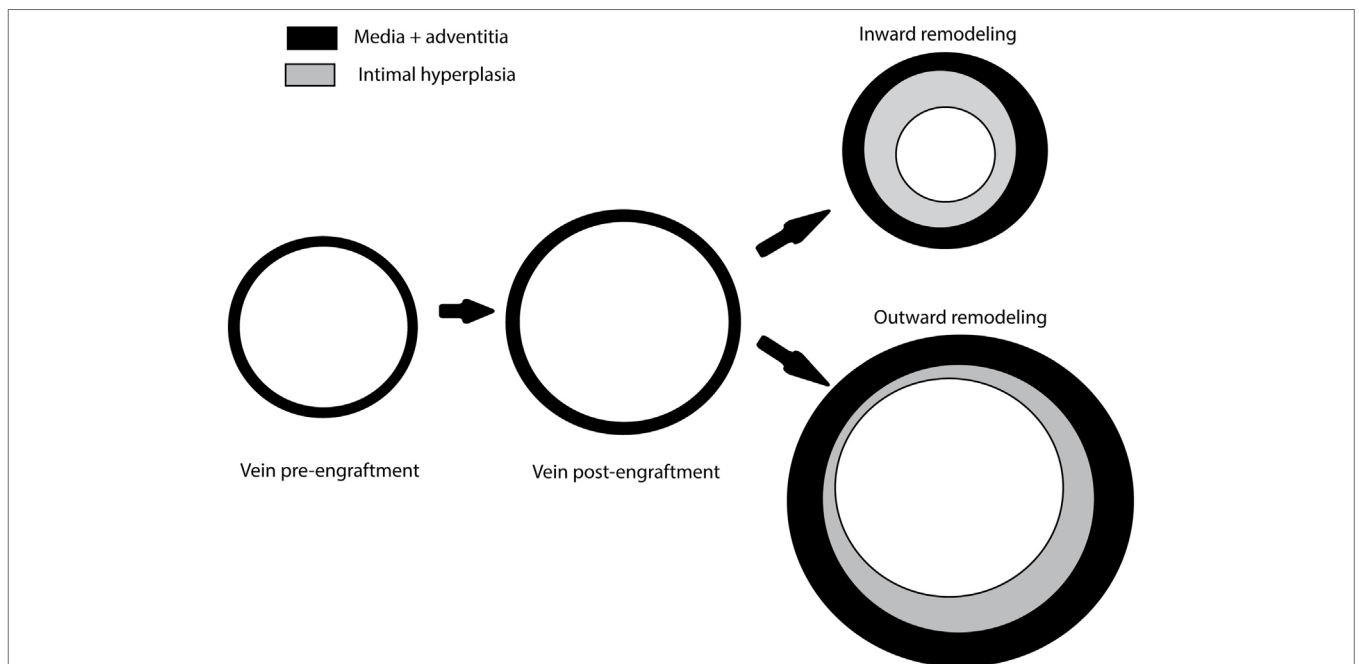 Media + adventitia
Intimal hyperplasia
Inward remodeling
Outward remodeling
Vein pre-engraftment
Vein post-engraftment